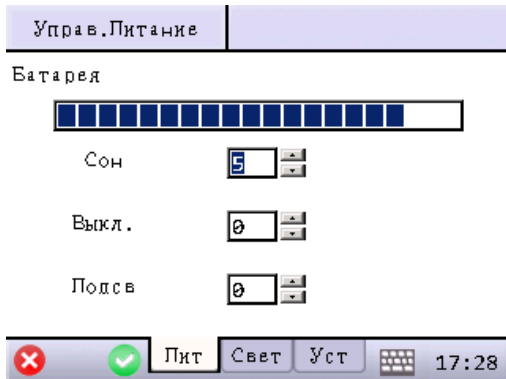 Управ.Питание
Батарея
Сон 5
Выкл. 0
Подсв 0
Пит Свет Уст 17:28